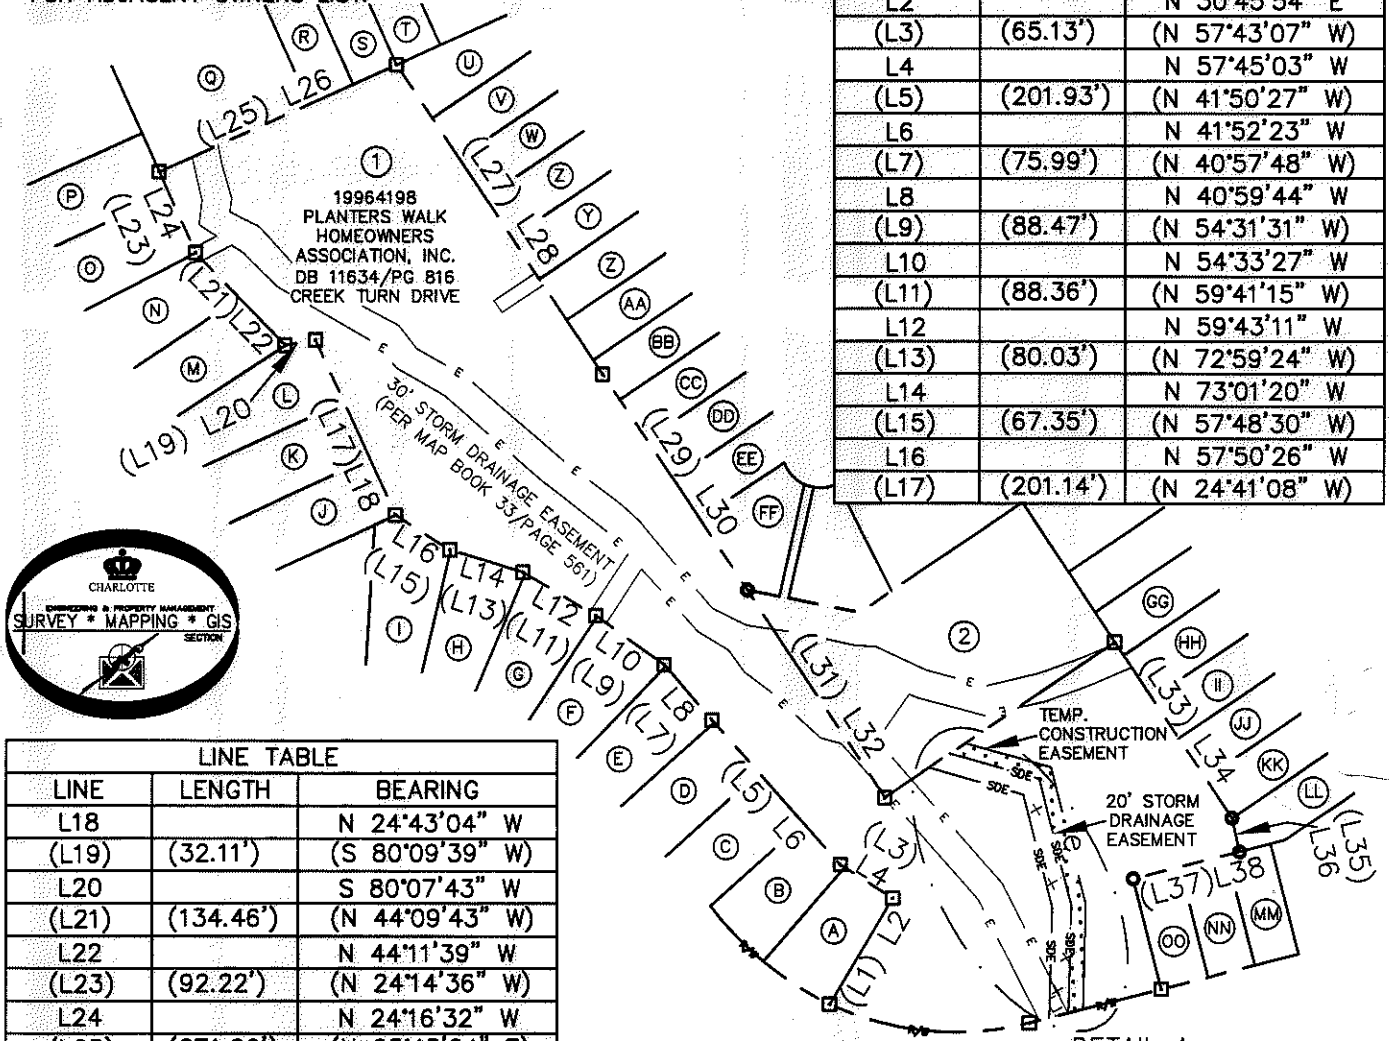 L2 N 30°45'54" E
(L3) (65.13') (N 57°43'07" W)
L4 N 57°45'03" W
(L5) (201.93') (N 41°50'27" W)
L6 N 41°52'23" W
(L7) (75.99') (N 40°57'48" W)
L8 N 40°59'44" W
(L9) (88.47') (N 54°31'31" W)
L10 N 54°33'27" W
(L11) (88.36') (N 59°41'15" W)
L12 N 59°43'11" W
(L13) (80.03') (N 72°59'24" W)
L14 N 73°01'20" W
(L15) (67.35') (N 57°48'30" W)
L16 N 57°50'26" W
(L17) (201.14') (N 24°41'08" W)
R
S
T
Q
U
(L25) L26
V
W
Z
Y
Z
AA
BB
CC
DD
EE
FF
(L27) L28
1
19964198
PLANTERS WALK
HOMEOWNERS
ASSOCIATION, INC.
DB 11634/PG 816
CREEK TURN DRIVE
P
(L23)
L24
O
(L21) L22
N
M
L
(L19) L20
K
J
(L17) L18
30' STORM DRAINAGE EASEMENT
(PER MAP BOOK 33/PAGE 561)
E
E
E
E
E
E
E
E
E
E
E
E
E
(L29) L30
L16
(L15)
L14
(L13)
L12
(L11)
L10
(L9)
L8
(L7)
I
H
G
F
E
D
C
B
A
(L5) L6
(L3)
L4
(L1) L2
(L31) L32
2
GG
HH
II
JJ
KK
LL
(L33) L34
(L35)
L36
(L37) L38
OO
NN
MM
TEMP.
CONSTRUCTION
EASEMENT
20' STORM
DRAINAGE
EASEMENT
SDE
SDE
SDE
SDE
SDE
SDE
R/W
R/W
R/W
CHARLOTTE
ENGINEERING & PROPERTY MANAGEMENT
SURVEY * MAPPING * GIS
SECTION
LINE TABLE
LINE LENGTH BEARING
L18 N 24°43'04" W
(L19) (32.11') (S 80°09'39" W)
L20 S 80°07'43" W
(L21) (134.46') (N 44°09'43" W)
L22 N 44°11'39" W
(L23) (92.22') (N 24°14'36" W)
L24 N 24°16'32" W